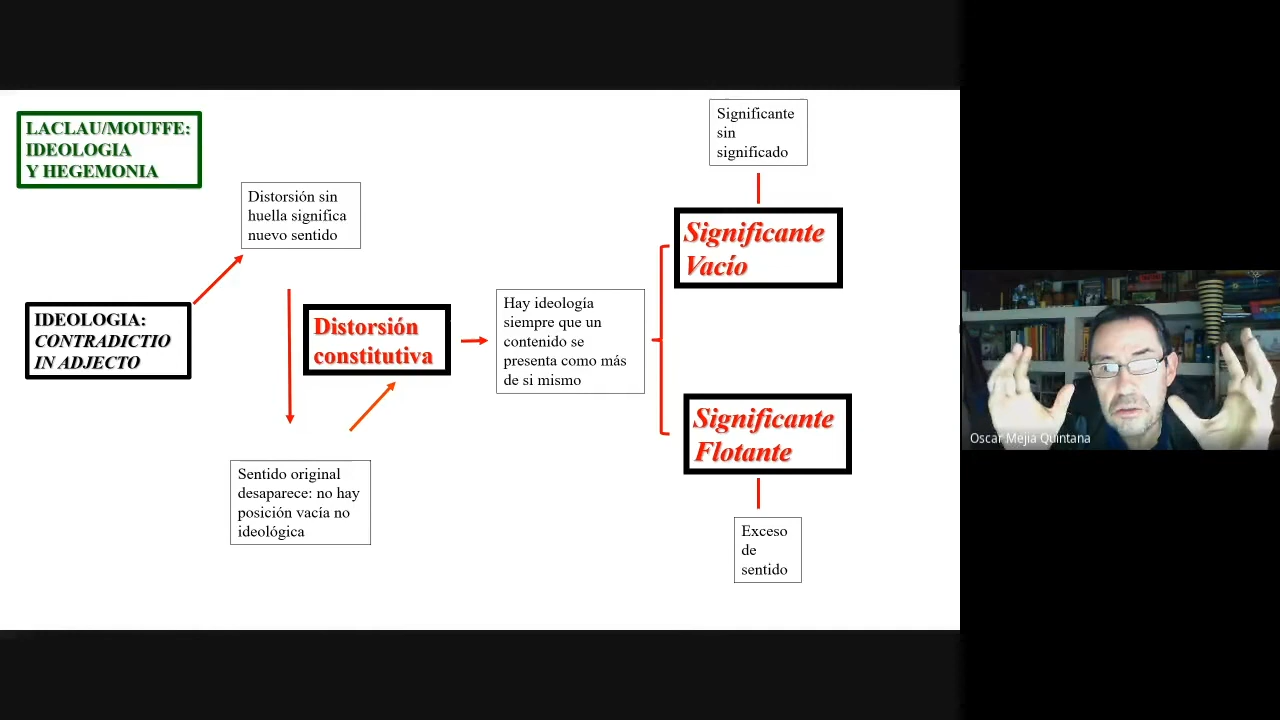 LACLAU/MOUFFE:
IDEOLOGIA
Y HEGEMONIA
Distorsión sin
huella significa
nuevo sentido
IDEOLOGIA:
CONTRADICTIO
IN ADJECTO
Distorsión
constitutiva
Sentido original
desaparece: no hay
posición vacía no
ideológica
Hay ideología
siempre que un
contenido se
presenta como más
de si mismo
Significante
sin
significado
Significante
Vacío
Significante
Flotante
Exceso
de
sentido
Oscar Mejia Quintana